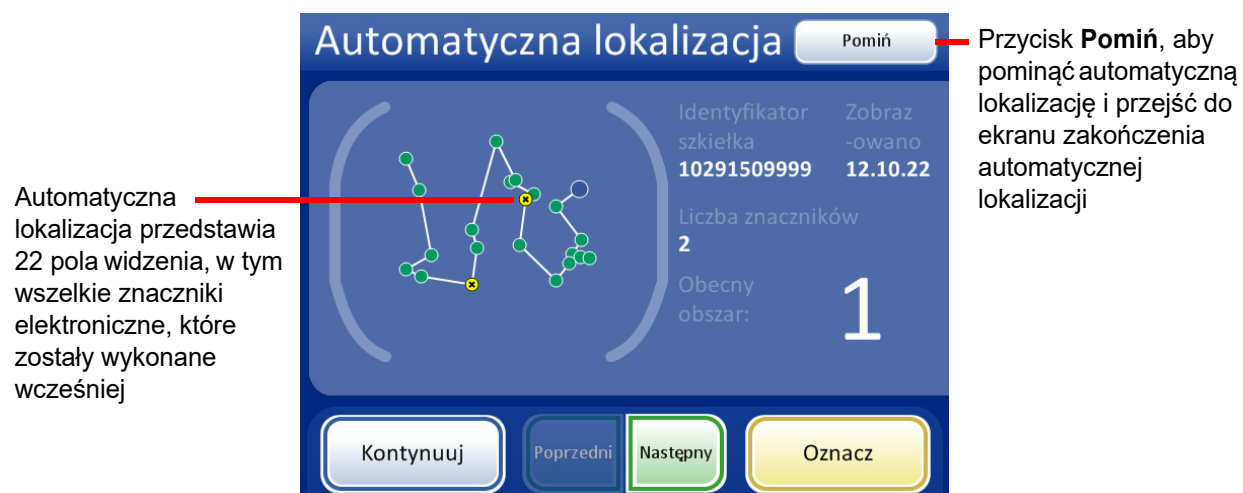 Automatyczna lokalizacja
Pomiń
Przycisk Pomiń, aby
pominąć automatyczną
lokalizację i przejść do
ekranu zakończenia
automatycznej
lokalizacji
Automatyczna
lokalizacja przedstawia
22 pola widzenia, w tym
wszelkie znaczniki
elektroniczne, które
zostały wykonane
wcześniej
Identyfikator
szkiełka
10291509999
Zobraz
-owano
12.10.22
Liczba znaczników
2
Obecny
obszar:
1
Kontynuuj
Poprzedni
Następny
Oznacz